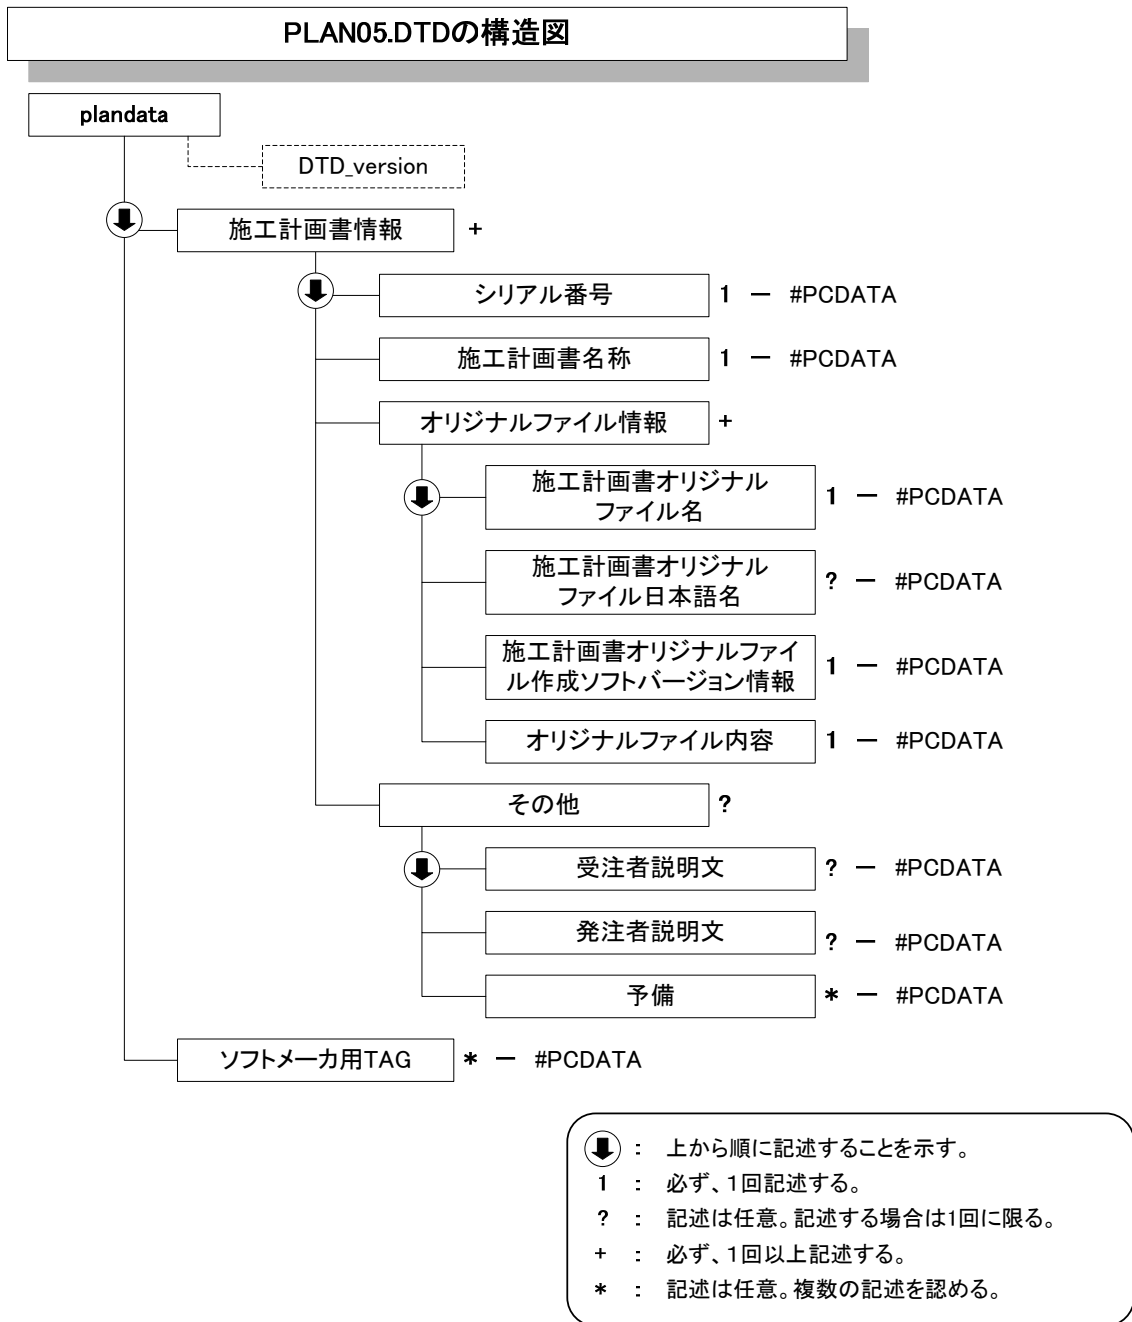 PLAN05.DTDの構造図
plandata
DTD_version
施工計画書情報 +
シリアル番号 1 ー #PCDATA
施工計画書名称 1 ー #PCDATA
オリジナルファイル情報 +
施工計画書オリジナル
ファイル名 1 ー #PCDATA
施工計画書オリジナル
ファイル日本語名 ? ー #PCDATA
施工計画書オリジナルファイ
ル作成ソフトバージョン情報 1 ー #PCDATA
オリジナルファイル内容 1 ー #PCDATA
その他 ?
受注者説明文 ? ー #PCDATA
発注者説明文 ? ー #PCDATA
予備 * ー #PCDATA
ソフトメーカ用TAG * ー #PCDATA
： 上から順に記述することを示す。
1 ： 必ず、1回記述する。
? ： 記述は任意。記述する場合は1回に限る。
+ ： 必ず、1回以上記述する。
* ： 記述は任意。複数の記述を認める。